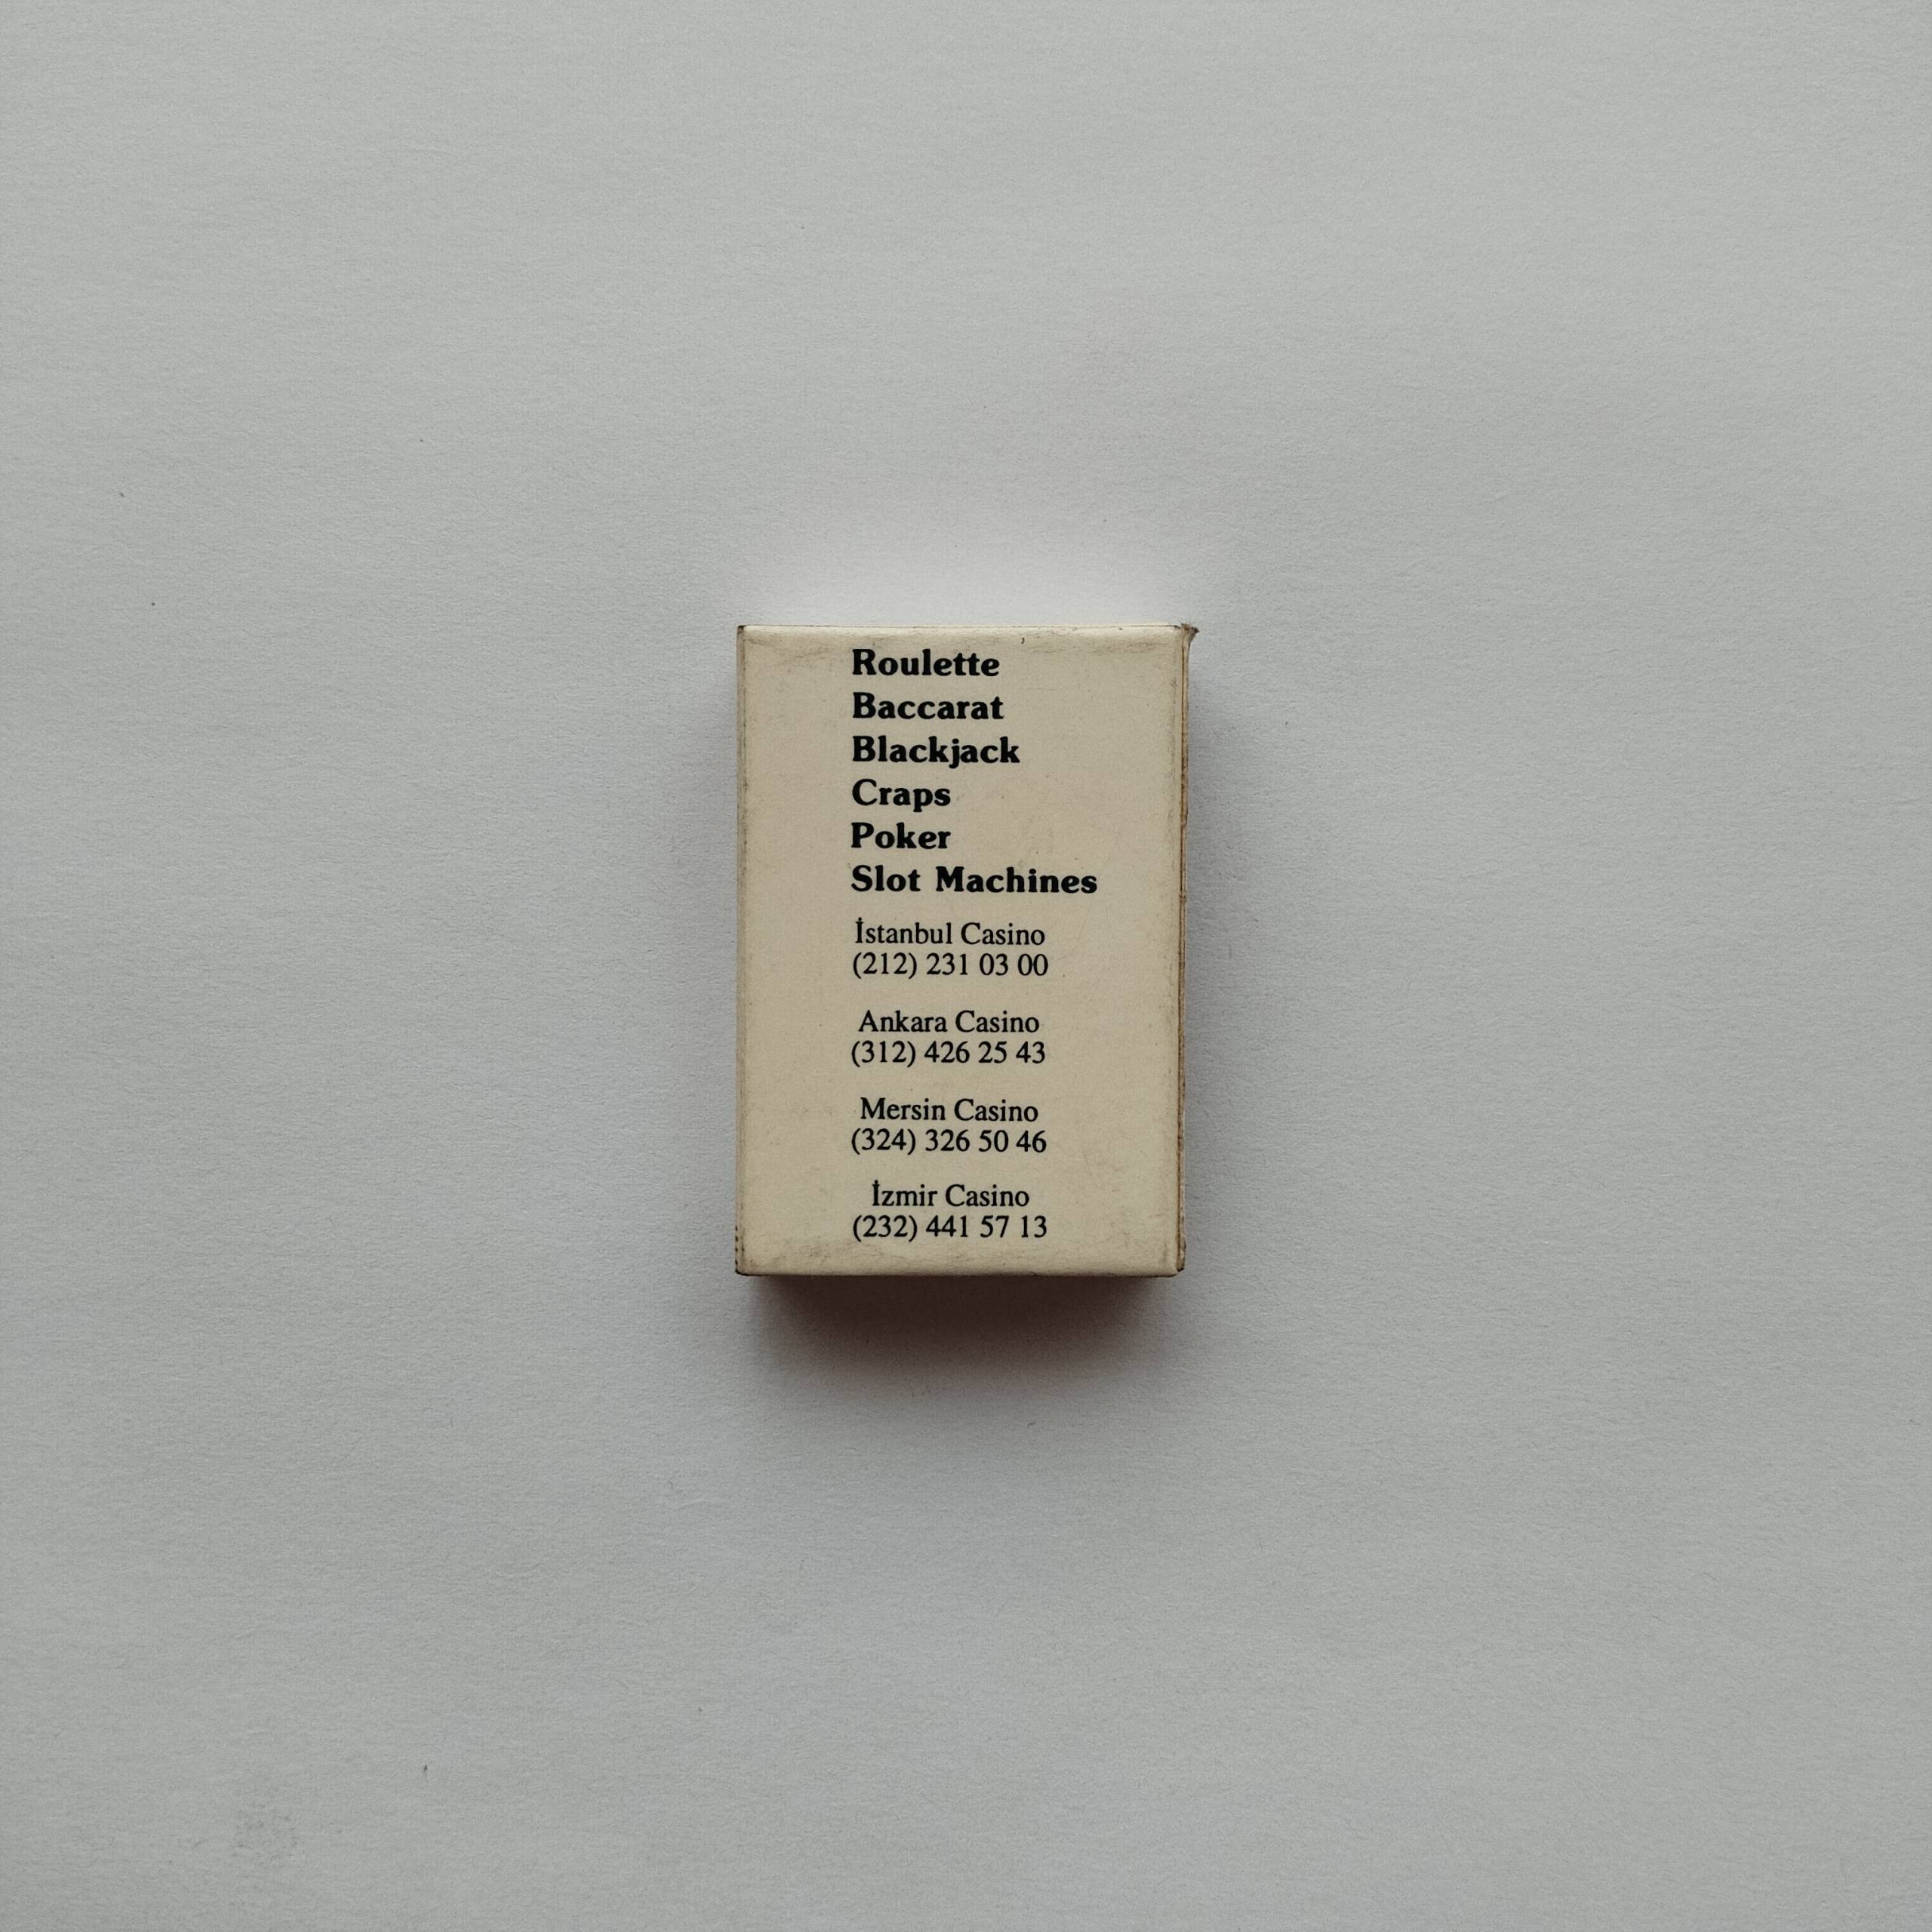 Roulette
Baccarat
Blackjack
Craps
Poker
Slot Machines
İstanbul Casino
(212) 231 03 00
Ankara Casino
(312) 426 25 43
Mersin Casino
(324) 326 50 46
İzmir Casino
(232) 441 57 13